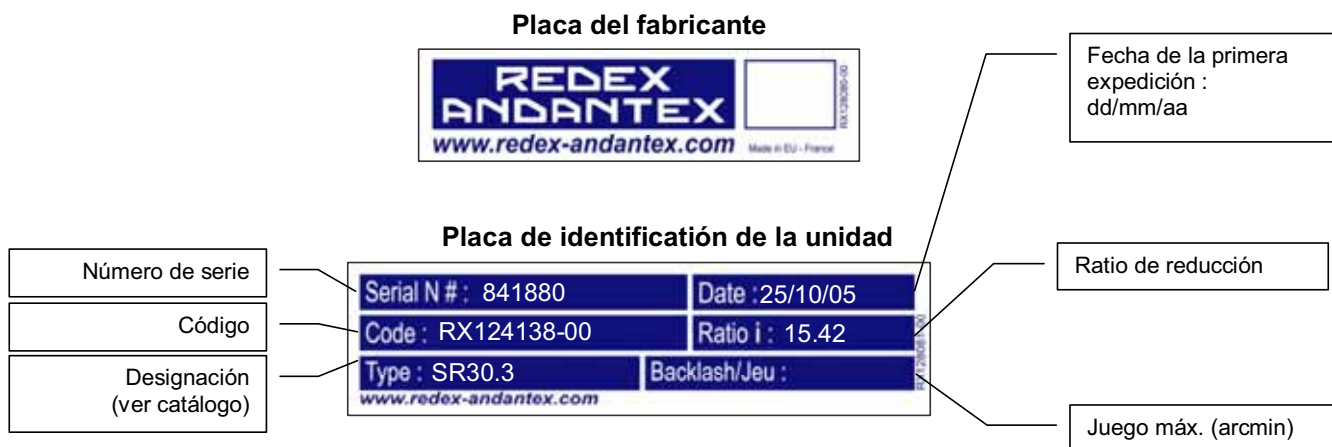 Placa del fabricante
REDEX
ANDANTEX
www.redex-andantex.com
Made in EU - France
RX128080-00
Fecha de la primera
expedición :
dd/mm/aa
Placa de identificatión de la unidad
Número de serie
Código
Designación
(ver catálogo)
Serial N # : 841880
Date :25/10/05
Code : RX124138-00
Ratio i : 15.42
Type : SR30.3
Backlash/Jeu :
www.redex-andantex.com
Ratio de reducción
Juego máx. (arcmin)